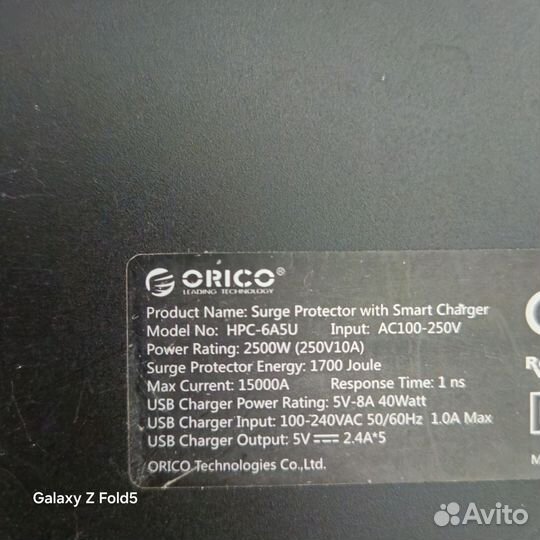 ORICO®
LEADING TECHNOLOGY
Product Name: Surge Protector with Smart Charger
Model No: HPC-6A5U Input: AC100-250V
Power Rating: 2500W (250V10A)
Surge Protector Energy: 1700 Joule
Max Current: 15000A Response Time: 1 ns
USB Charger Power Rating: 5V-8A 40Watt
USB Charger Input: 100-240VAC 50/60Hz 1.0A Max
USB Charger Output: 5V⎓2.4A*5
ORICO Technologies Co.,Ltd.
Galaxy Z Fold5
Avito